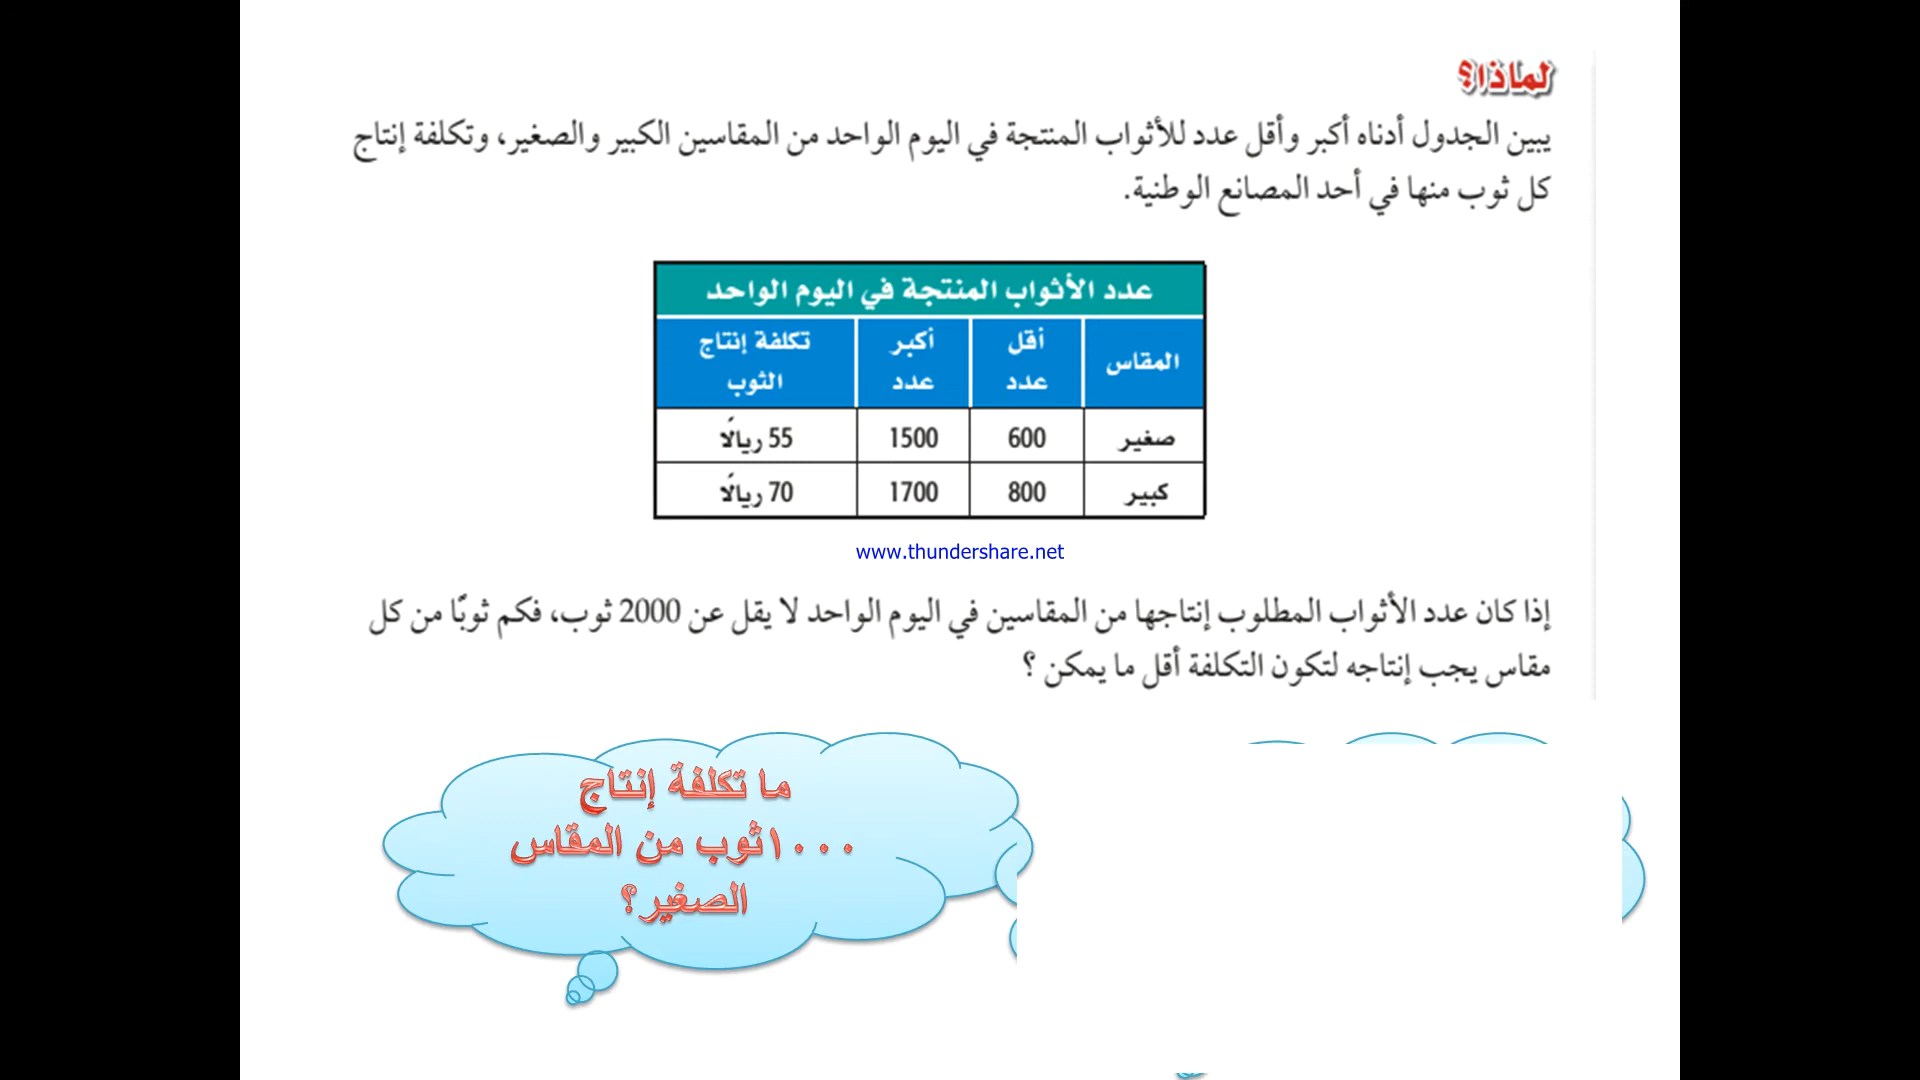 لماذا؟
يبين الجدول أدناه أكبر وأقل عدد للأثواب المنتجة في اليوم الواحد من المقاسين الكبير والصغير، وتكلفة إنتاج
كل ثوب منها في أحد المصانع الوطنية.
عدد الأثواب المنتجة في اليوم الواحد
المقاس أقل عدد أكبر عدد تكلفة إنتاج الثوب
صغير 600 1500 55 ريالًا
كبير 800 1700 70 ريالًا
www.thundershare.net
إذا كان عدد الأثواب المطلوب إنتاجها من المقاسين في اليوم الواحد لا يقل عن 2000 ثوب، فكم ثوبًا من كل
مقاس يجب إنتاجه لتكون التكلفة أقل ما يمكن ؟
ما تكلفة إنتاج
١٠٠٠ثوب من المقاس
الصغير؟